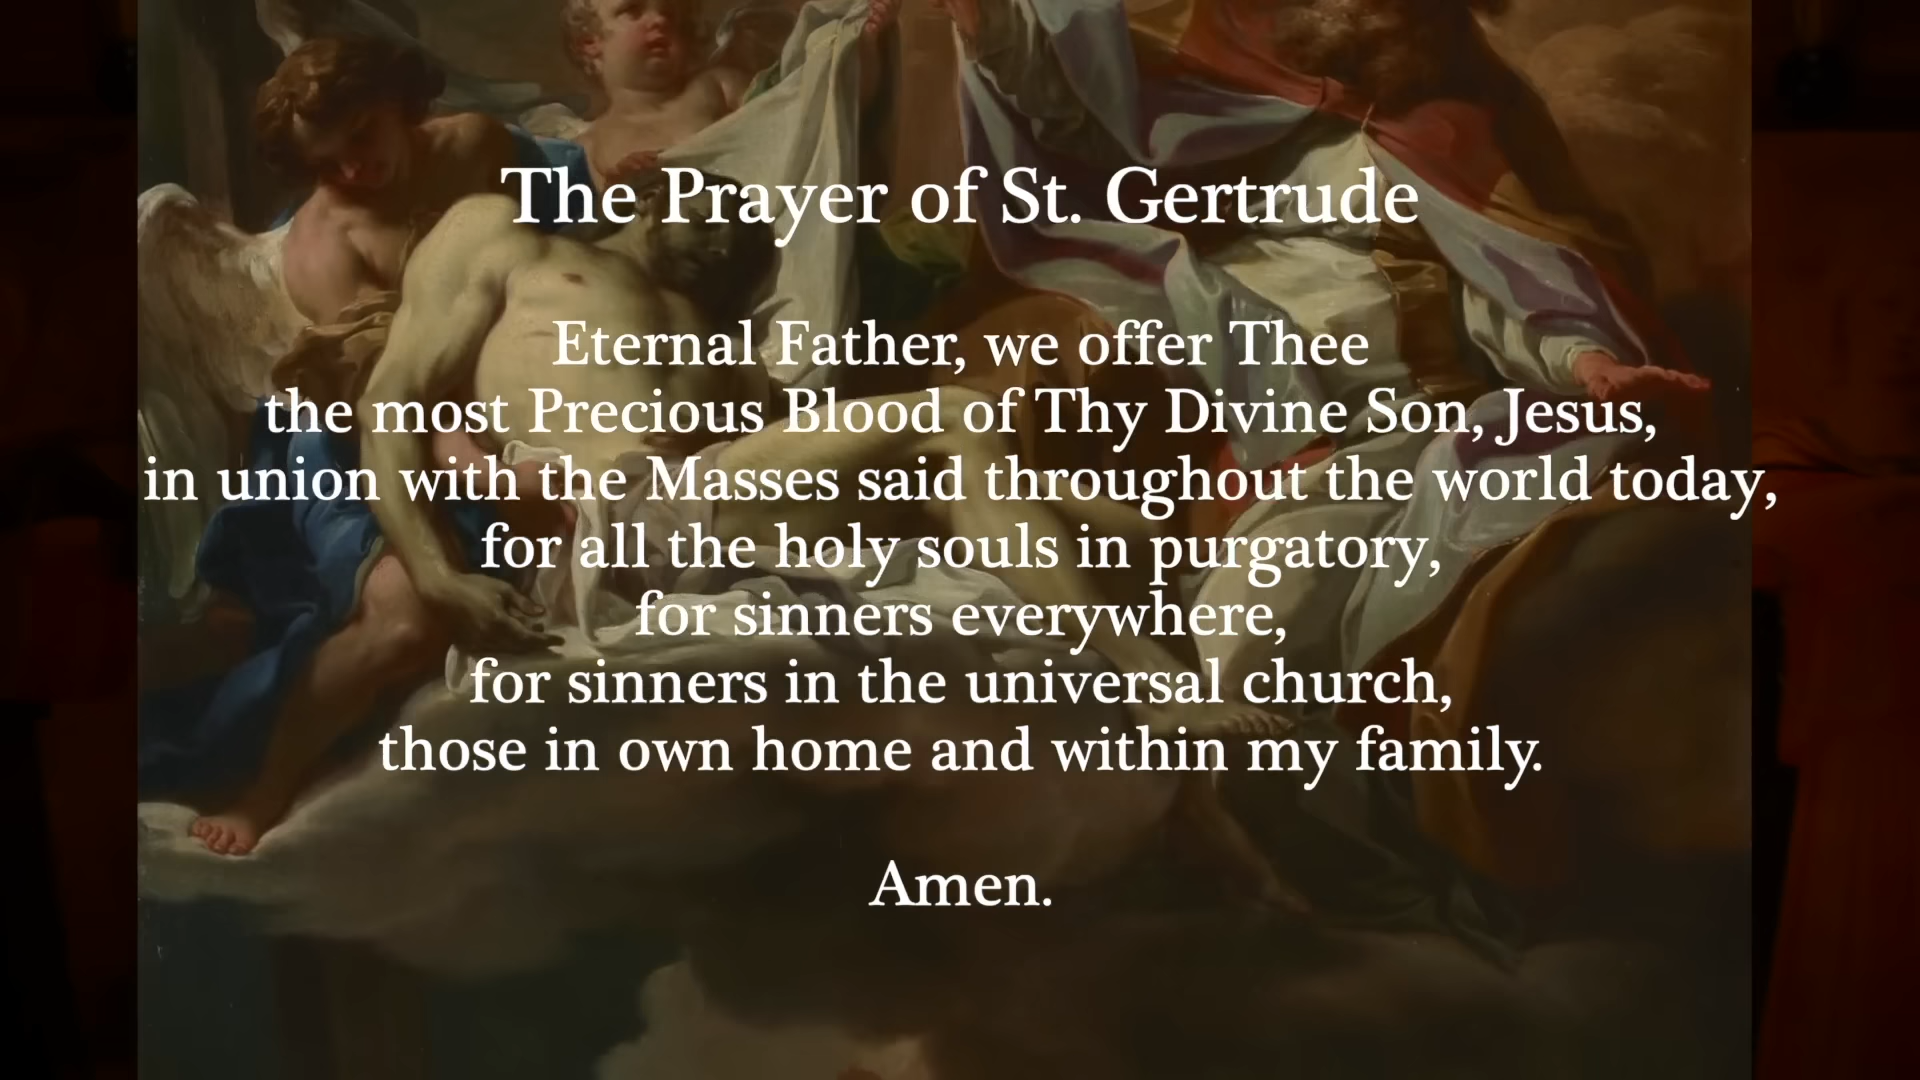 The Prayer of St. Gertrude
Eternal Father, we offer Thee
the most Precious Blood of Thy Divine Son, Jesus,
in union with the Masses said throughout the world today,
for all the holy souls in purgatory,
for sinners everywhere,
for sinners in the universal church,
those in own home and within my family.
Amen.